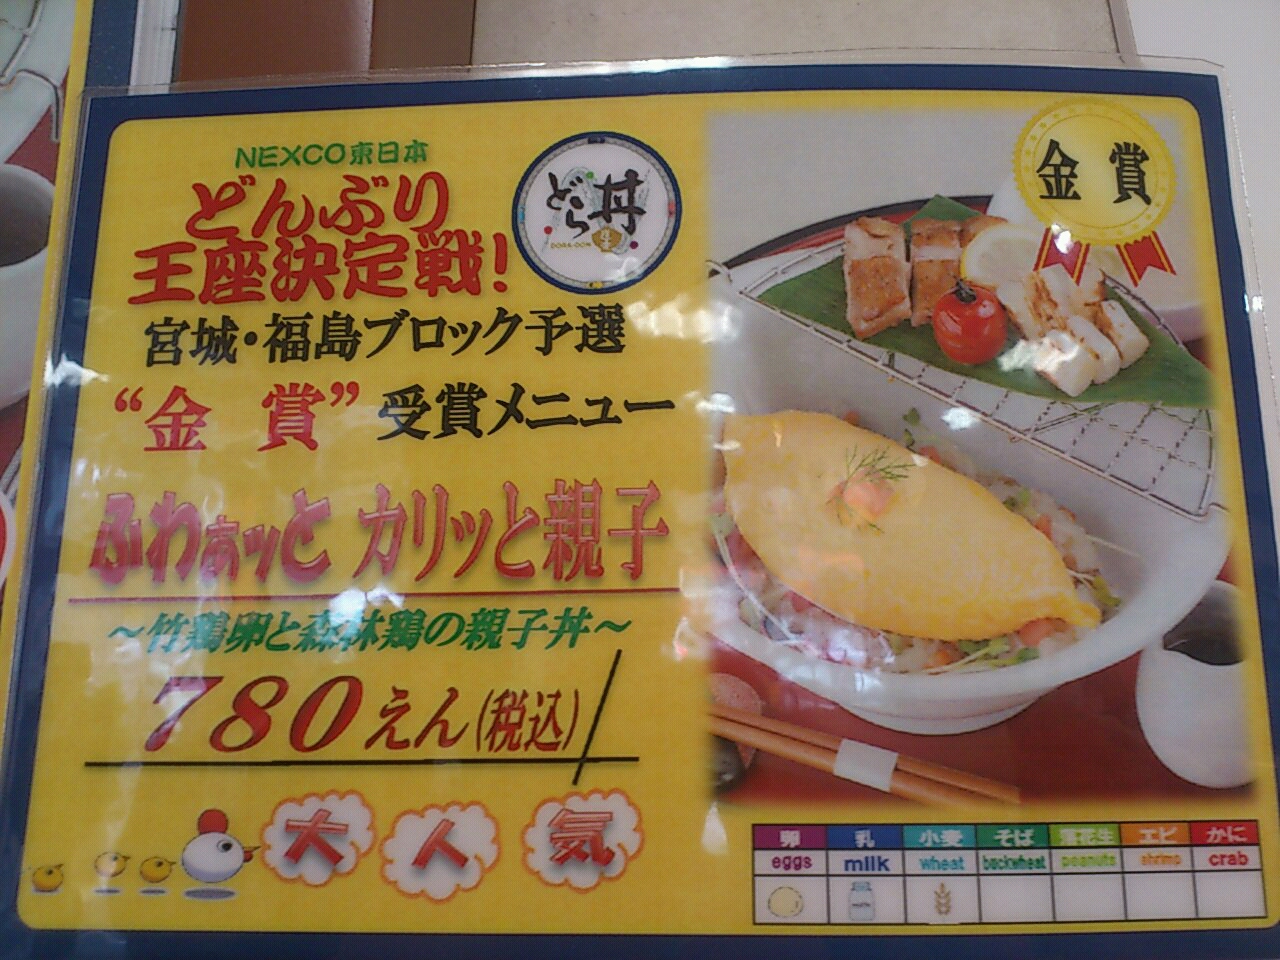 NEXCO東日本
どんぶり
王座決定戦!
どら丼
DORA-DON
宮城・福島ブロック予選
“金賞”受賞メニュー
ふわぁッと カリッと親子
～竹鶏卵と森林鶏の親子丼～
780えん(税込)
大人気
金賞
卵 乳 小麦 そば 落花生 エビ かに
eggs milk wheat buckwheat peanuts shrimp crab